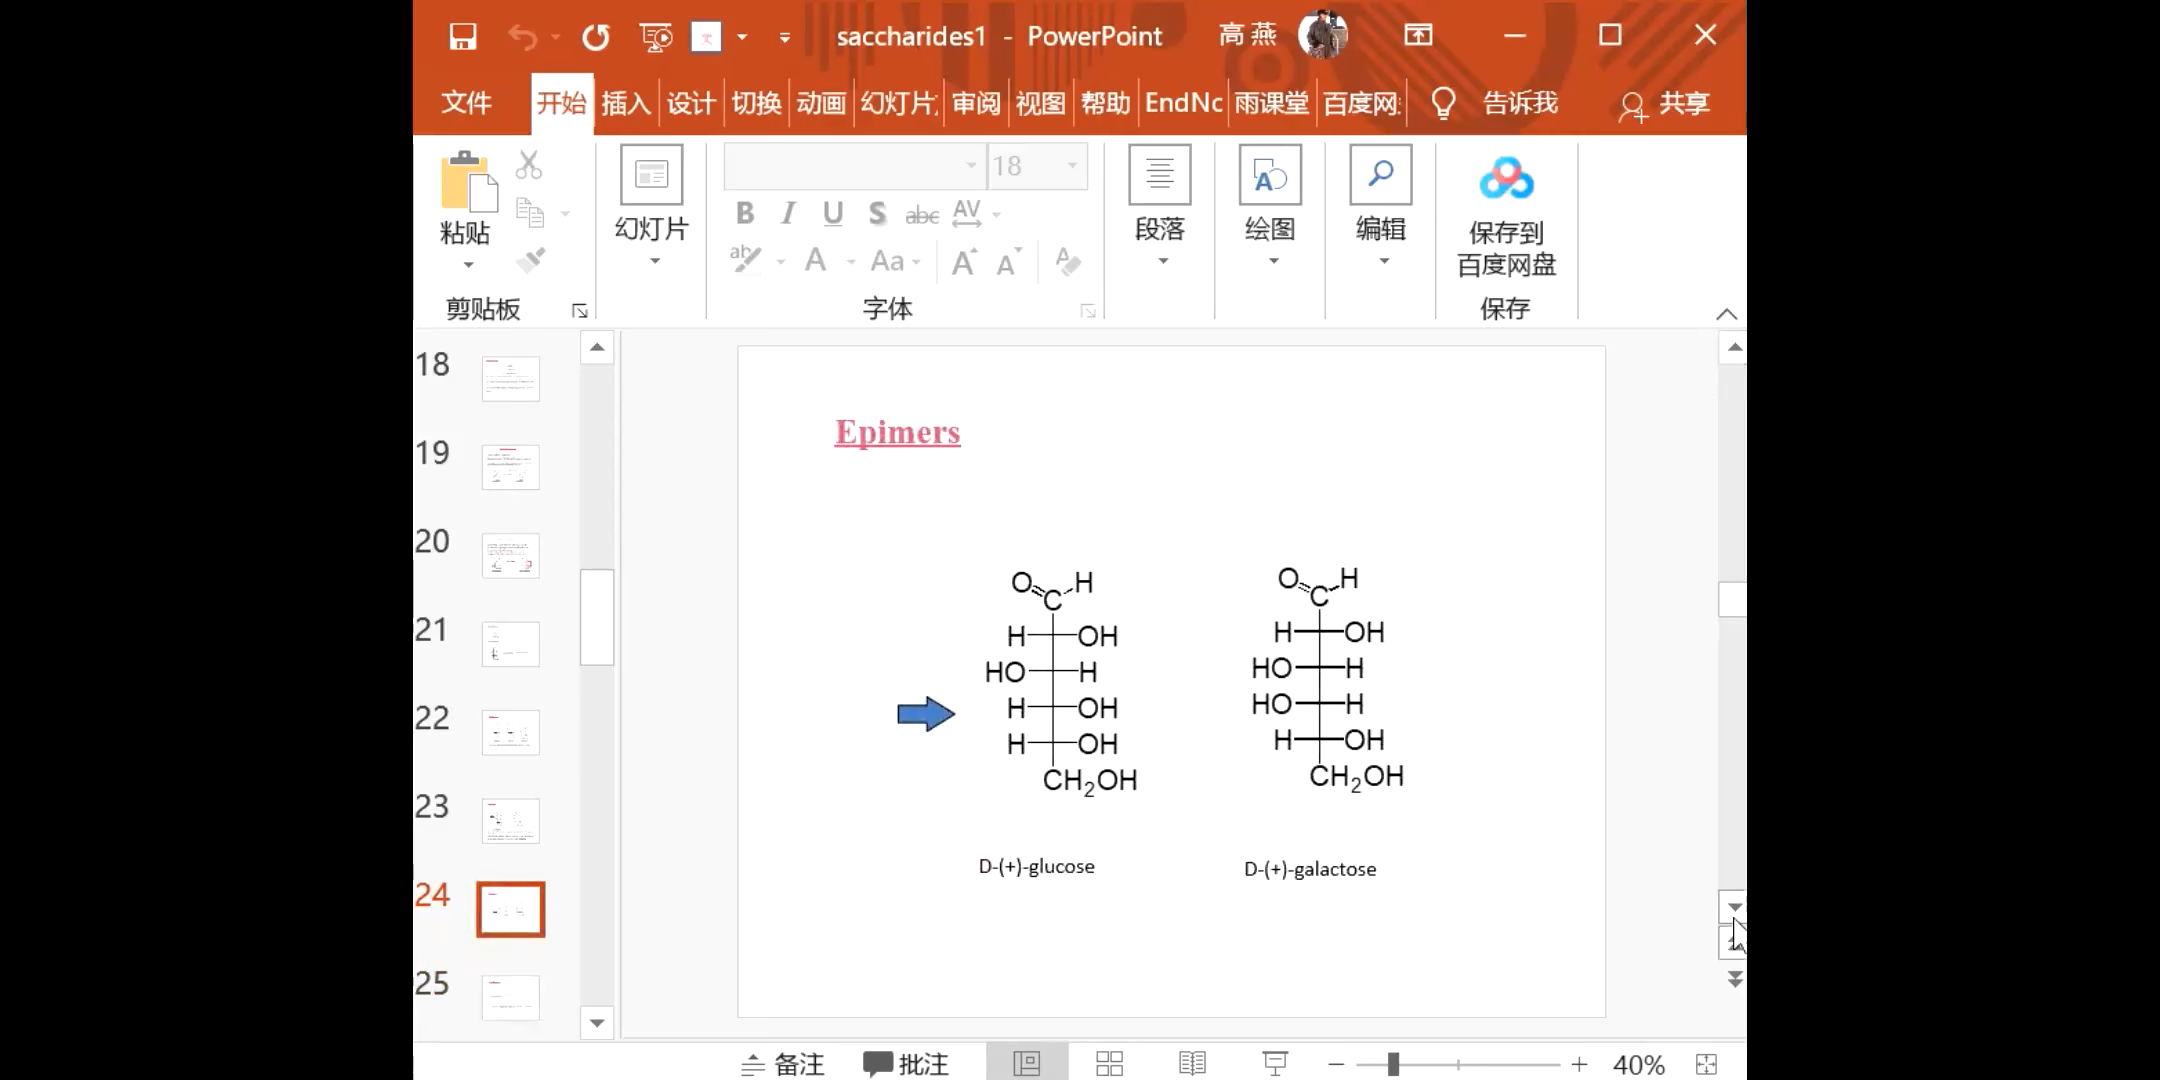 saccharides1 - PowerPoint 高 燕
文件 开始 插入 设计 切换 动画 幻灯片 审阅 视图 帮助 EndNc 雨课堂 百度网 告诉我 共享
粘贴
幻灯片
18
B I U S abc AV
ab A Aa A A A
段落
绘图 A
编辑
保存到
百度网盘
剪贴板
字体
保存
18
19
20
21
22
23
24
25
Epimers
O H
C
H OH
HO H
H OH
H OH
CH2OH
D-(+)-glucose
O H
C
H OH
HO H
HO H
H OH
CH2OH
D-(+)-galactose
备注 批注 40%